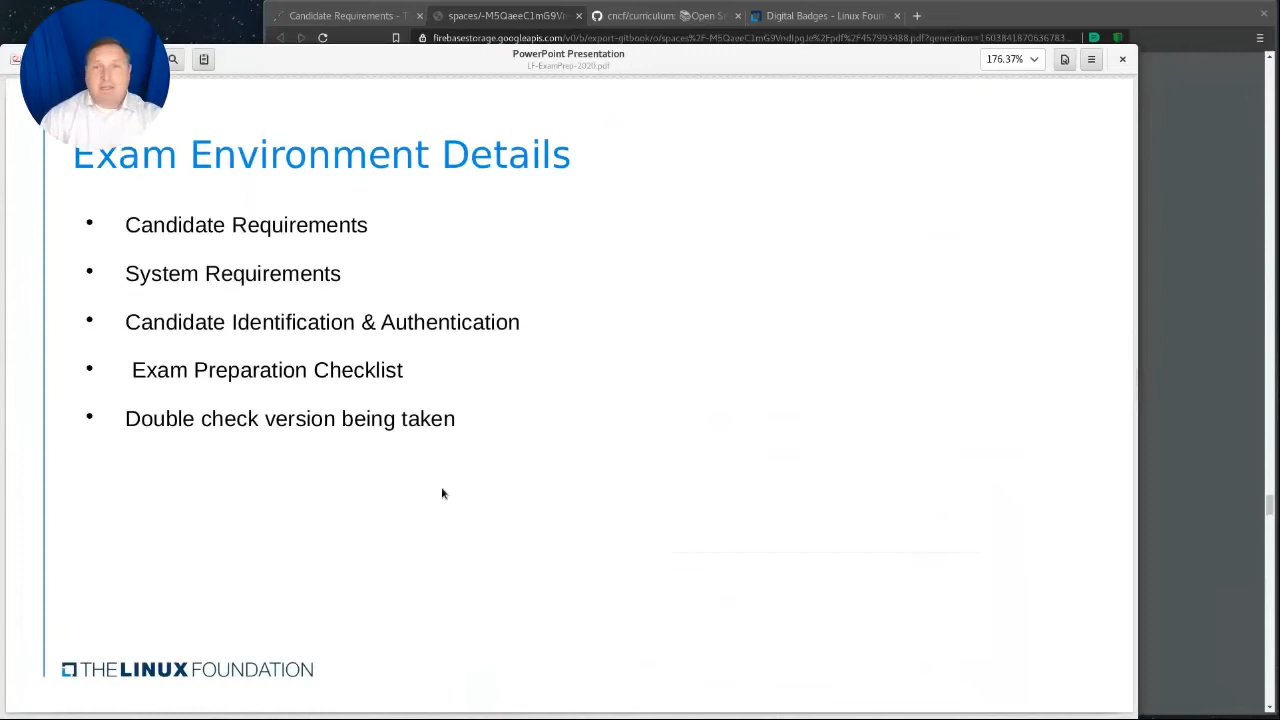 Candidate Requirements - T
spaces/-M5QaeeC1mG9Vn
cncf/curriculum: 📚Open S
Digital Badges - Linux Foun
PowerPoint Presentation
LF-ExamPrep-2020.pdf
176.37%
Exam Environment Details
• Candidate Requirements
• System Requirements
• Candidate Identification & Authentication
• Exam Preparation Checklist
• Double check version being taken
THE LINUX FOUNDATION